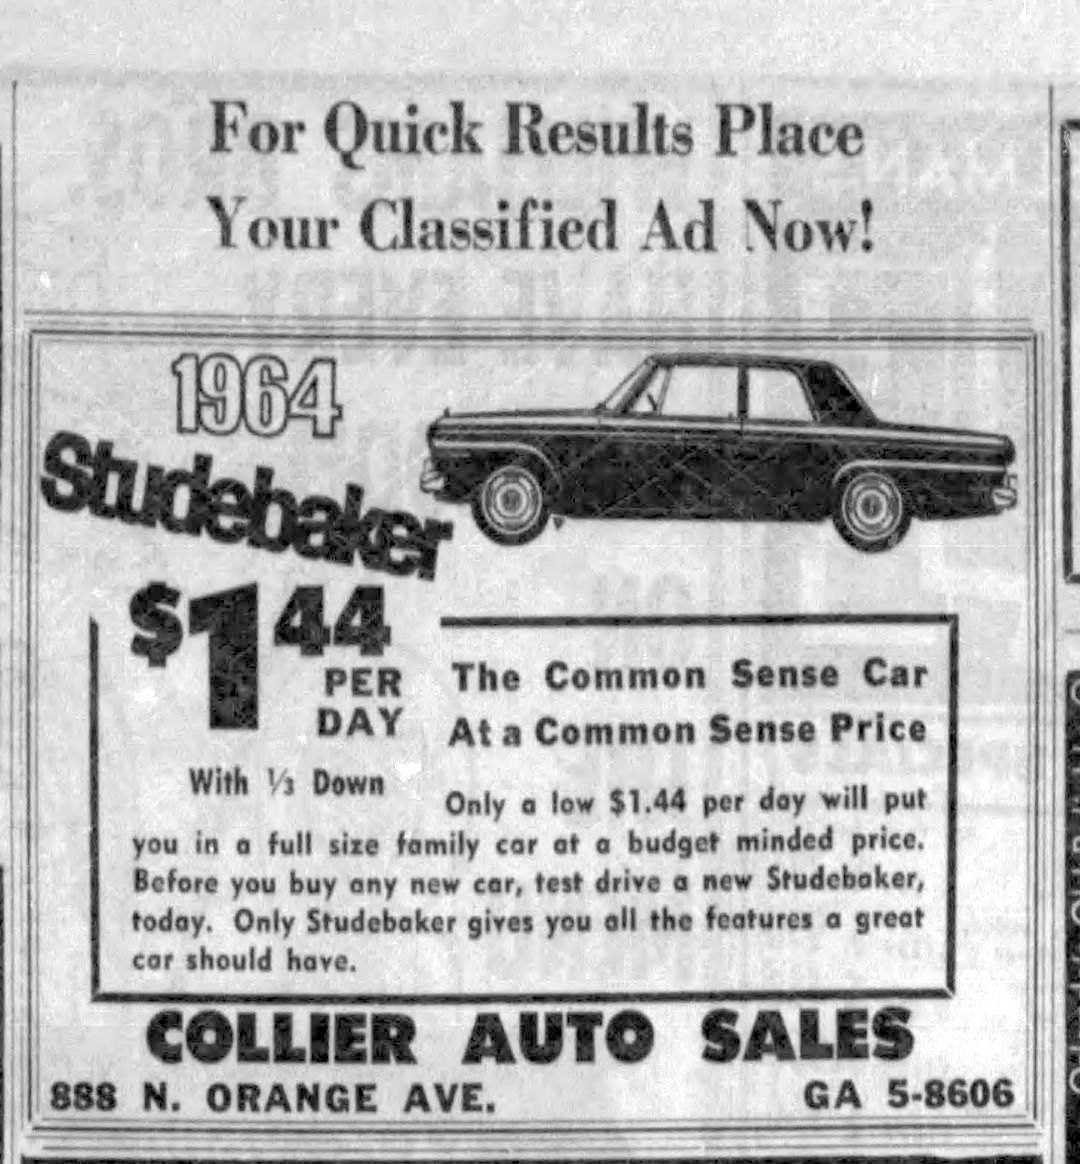 For Quick Results Place
Your Classified Ad Now!
1964
Studebaker
$1.44
PER
DAY
With ⅓ Down
The Common Sense Car
At a Common Sense Price
Only a low $1.44 per day will put
you in a full size family car at a budget minded price.
Before you buy any new car, test drive a new Studebaker,
today. Only Studebaker gives you all the features a great
car should have.
COLLIER AUTO SALES
888 N. ORANGE AVE. GA 5-8606